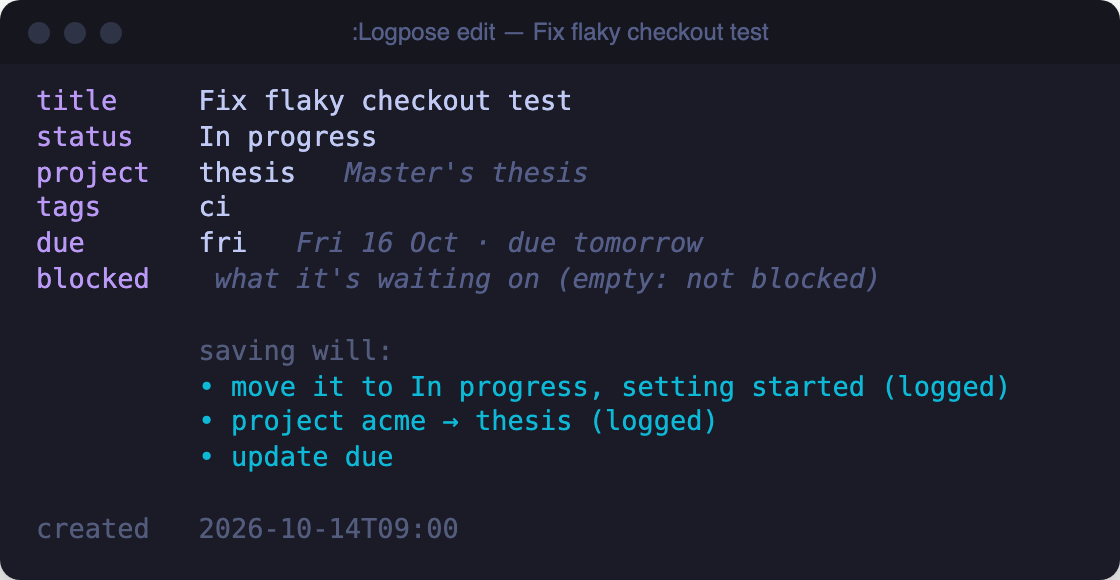 :Logpose edit — Fix flaky checkout test
title Fix flaky checkout test
status In progress
project thesis Master's thesis
tags ci
due fri Fri 16 Oct · due tomorrow
blocked what it's waiting on (empty: not blocked)
saving will:
• move it to In progress, setting started (logged)
• project acme → thesis (logged)
• update due
created 2026-10-14T09:00